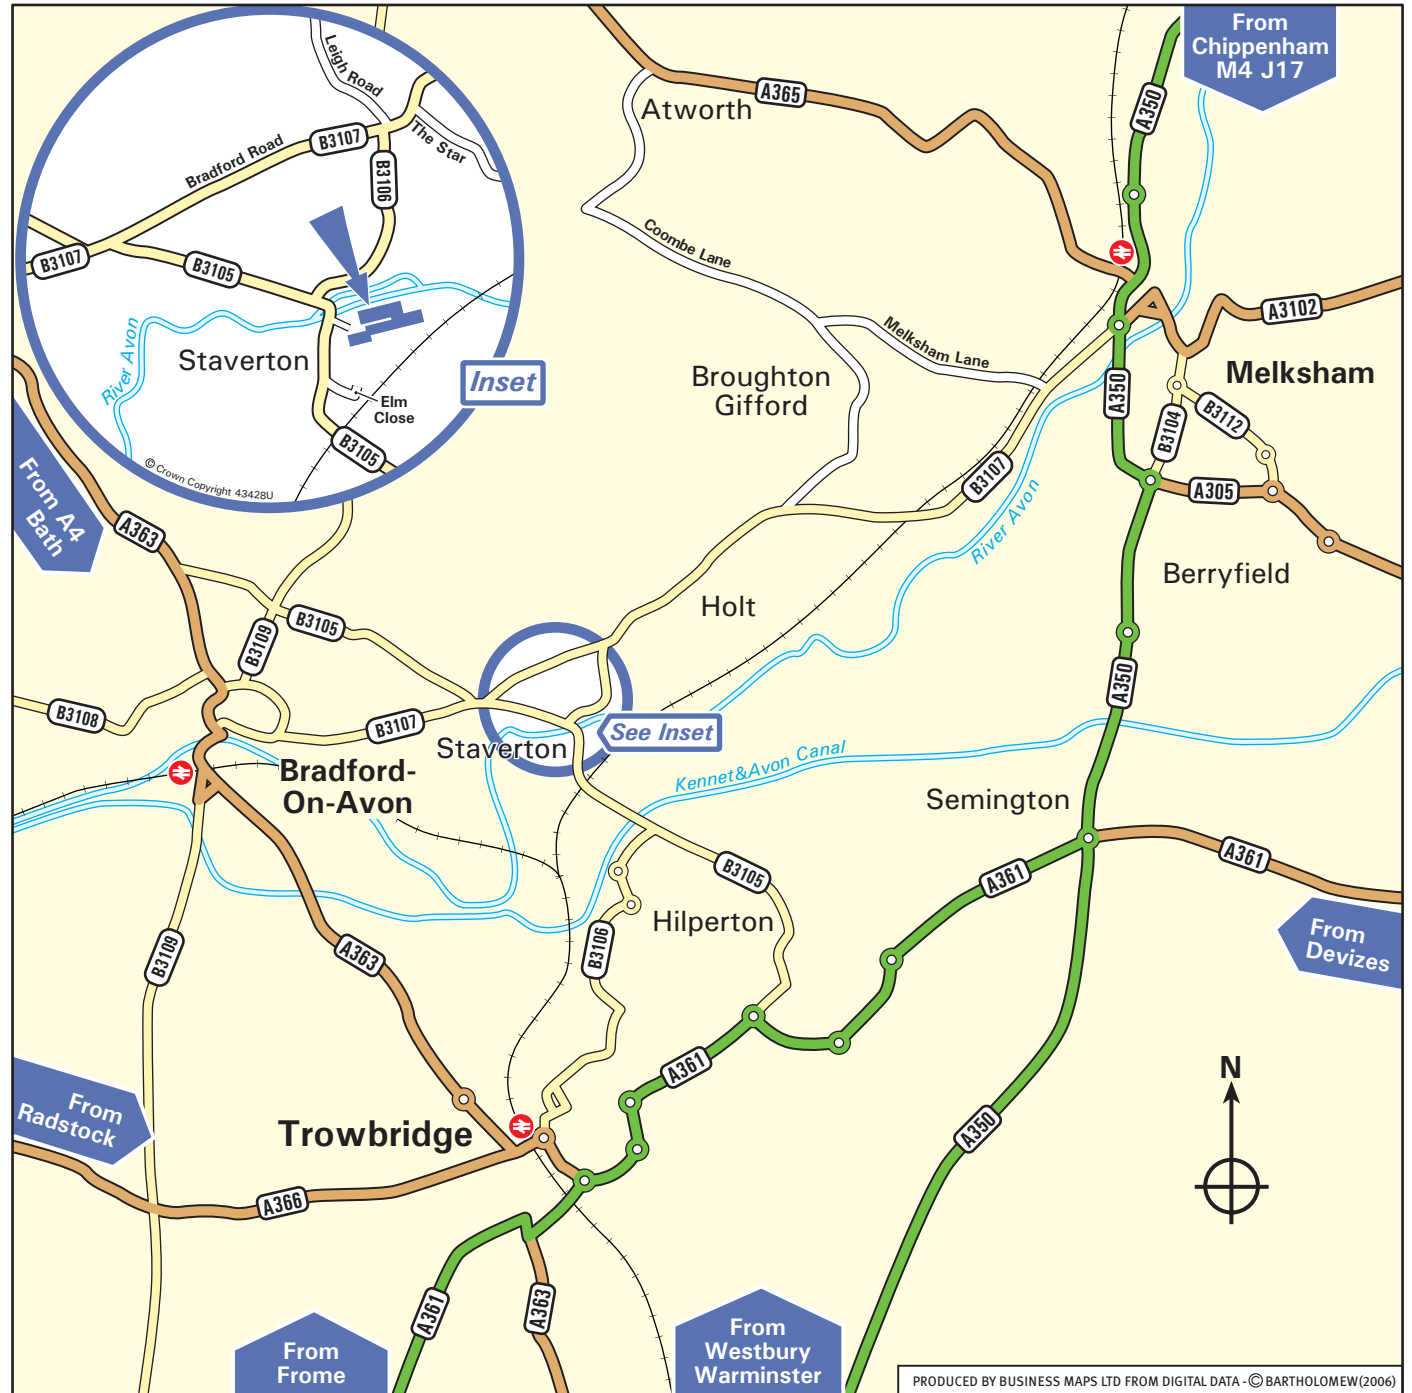 From
Chippenham
M4 J17
Leigh Road
The Star
B3107
Bradford Road
B3106
B3107
B3105
River Avon
Staverton
Elm
Close
B3105
© Crown Copyright 43428U
Inset
A365
Atworth
A350
Coombe Lane
Melksham Lane
A3102
Broughton
Gifford
Melksham
A350
B3104
B3112
A305
B3107
River Avon
From A4
Bath
A363
Berryfield
Holt
B3105
B3109
A350
B3108
B3107
Staverton
See Inset
Kennet&Avon Canal
Bradford-
On-Avon
Semington
A361
A361
B3105
Hilperton
B3106
From
Devizes
B3109
A363
A361
From
Radstock
Trowbridge
N
A350
A366
A361
A363
From
Frome
From
Westbury
Warminster
PRODUCED BY BUSINESS MAPS LTD FROM DIGITAL DATA - © BARTHOLOMEW(2006)